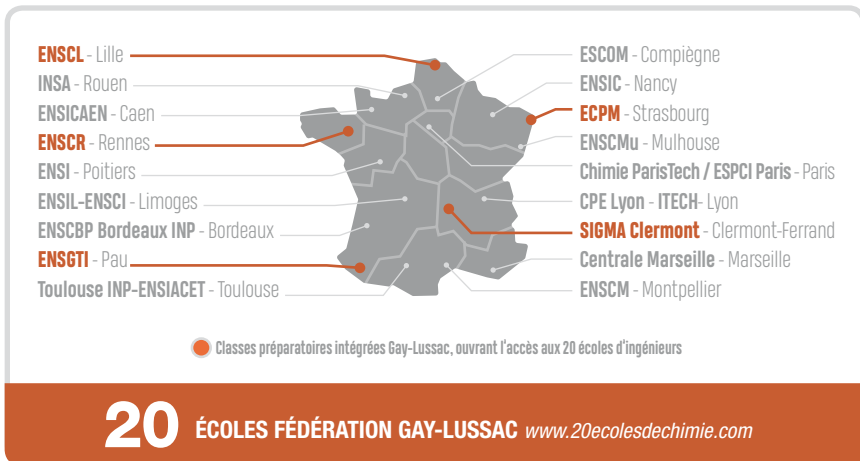 ENSCL - Lille
INSA - Rouen
ENSICAEN - Caen
ENSCR - Rennes
ENSI - Poitiers
ENSIL-ENSCI - Limoges
ENSCBP Bordeaux INP - Bordeaux
ENSGTI - Pau
Toulouse INP-ENSIACET - Toulouse
ESCOM - Compiègne
ENSIC - Nancy
ECPM - Strasbourg
ENSCMu - Mulhouse
Chimie ParisTech / ESPCI Paris - Paris
CPE Lyon - ITECH- Lyon
SIGMA Clermont - Clermont-Ferrand
Centrale Marseille - Marseille
ENSCM - Montpellier
Classes préparatoires intégrées Gay-Lussac, ouvrant l'accès aux 20 écoles d'ingénieurs
20 ÉCOLES FÉDÉRATION GAY-LUSSAC www.20ecolesdechimie.com